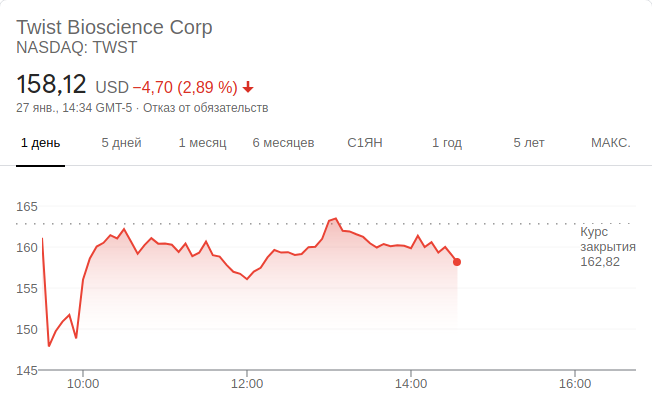 Twist Bioscience Corp
NASDAQ: TWST
158,12 USD −4,70 (2,89 %)
27 янв., 14:34 GMT-5 · Отказ от обязательств
1 день 5 дней 1 месяц 6 месяцев С1ЯН 1 год 5 лет МАКС.
165
160
155
150
145
Курс
закрытия
162,82
10:00 12:00 14:00 16:00